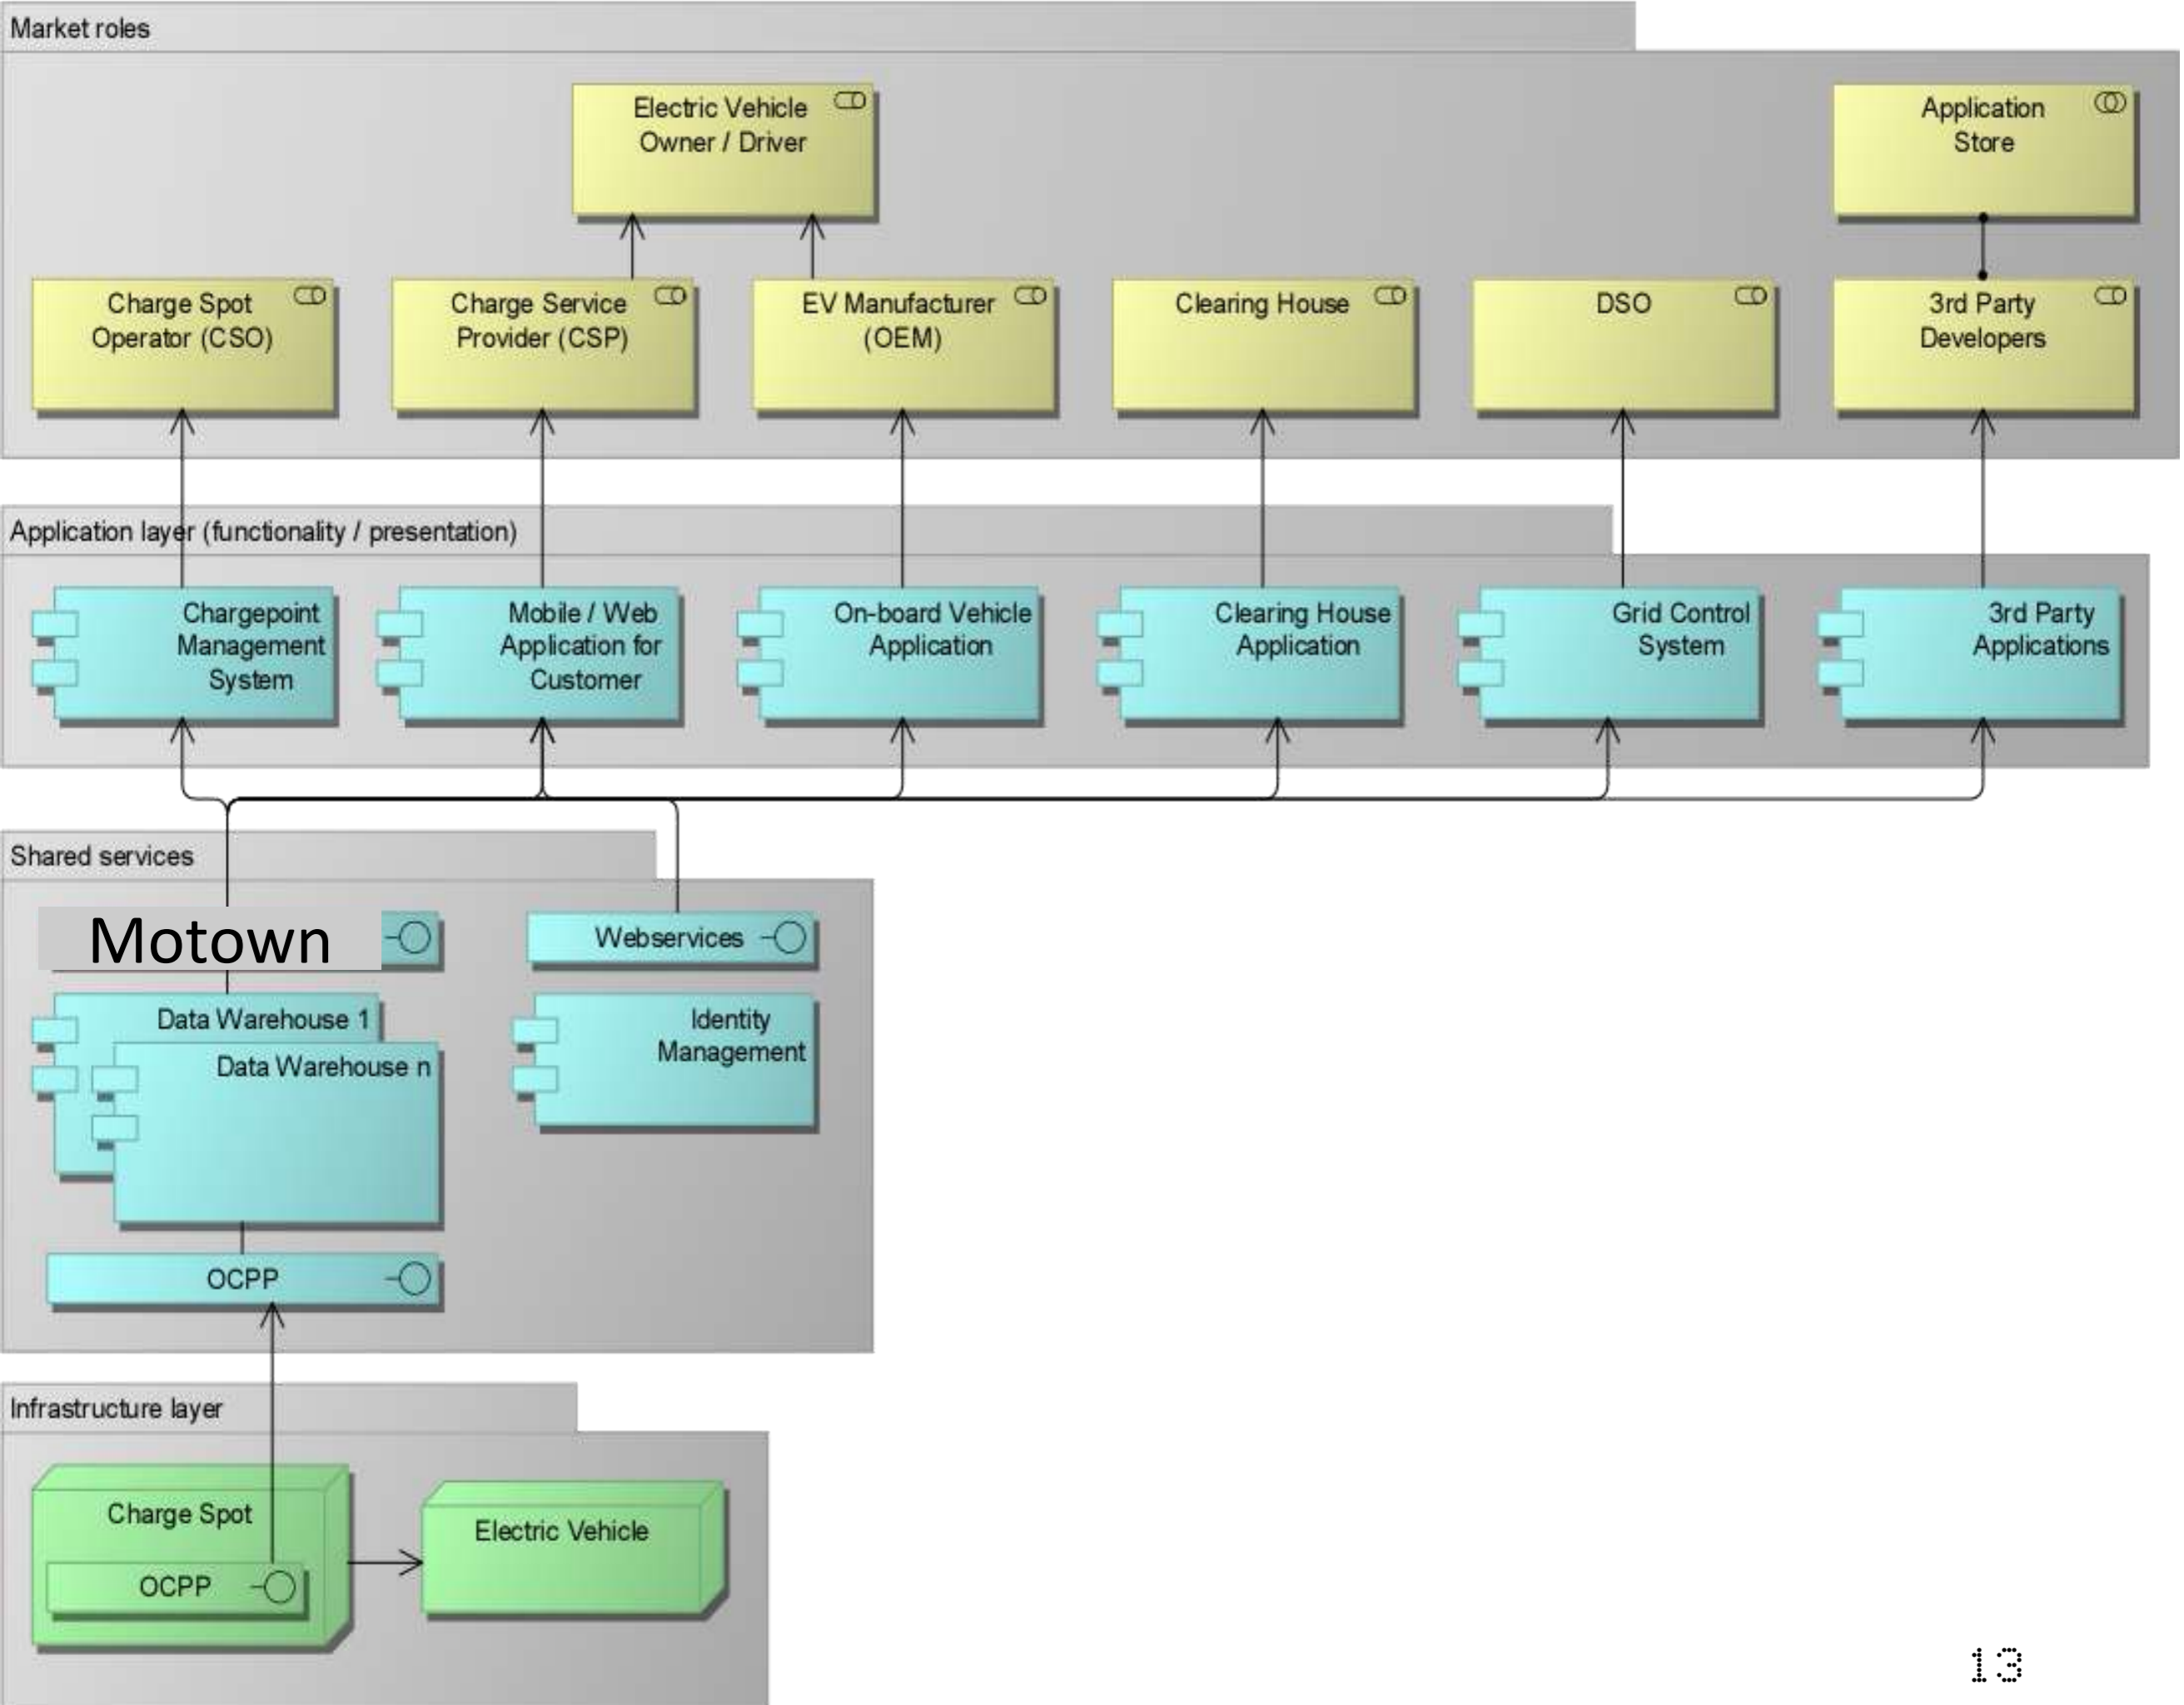 Market roles
Electric Vehicle
Owner / Driver
Application
Store
Charge Spot
Operator (CSO)
Charge Service
Provider (CSP)
EV Manufacturer
(OEM)
Clearing House
DSO
3rd Party
Developers
Application layer (functionality / presentation)
Chargepoint
Management
System
Mobile / Web
Application for
Customer
On-board Vehicle
Application
Clearing House
Application
Grid Control
System
3rd Party
Applications
Shared services
Motown
Webservices
Data Warehouse 1
Data Warehouse n
Identity
Management
OCPP
Infrastructure layer
Charge Spot
OCPP
Electric Vehicle
13